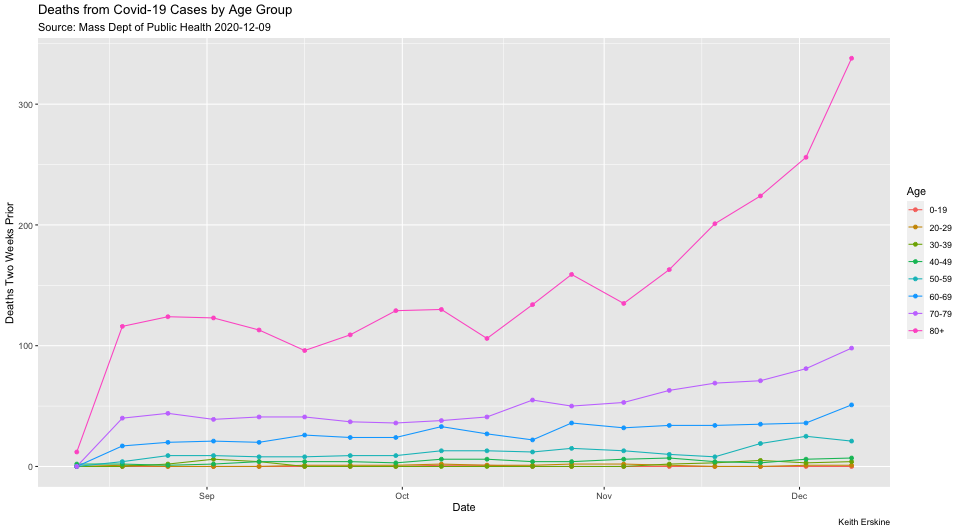 Deaths from Covid-19 Cases by Age Group
Source: Mass Dept of Public Health 2020-12-09
Deaths Two Weeks Prior
300
200
100
0
Sep Oct Nov Dec
Date
Age
0-19
20-29
30-39
40-49
50-59
60-69
70-79
80+
Keith Erskine